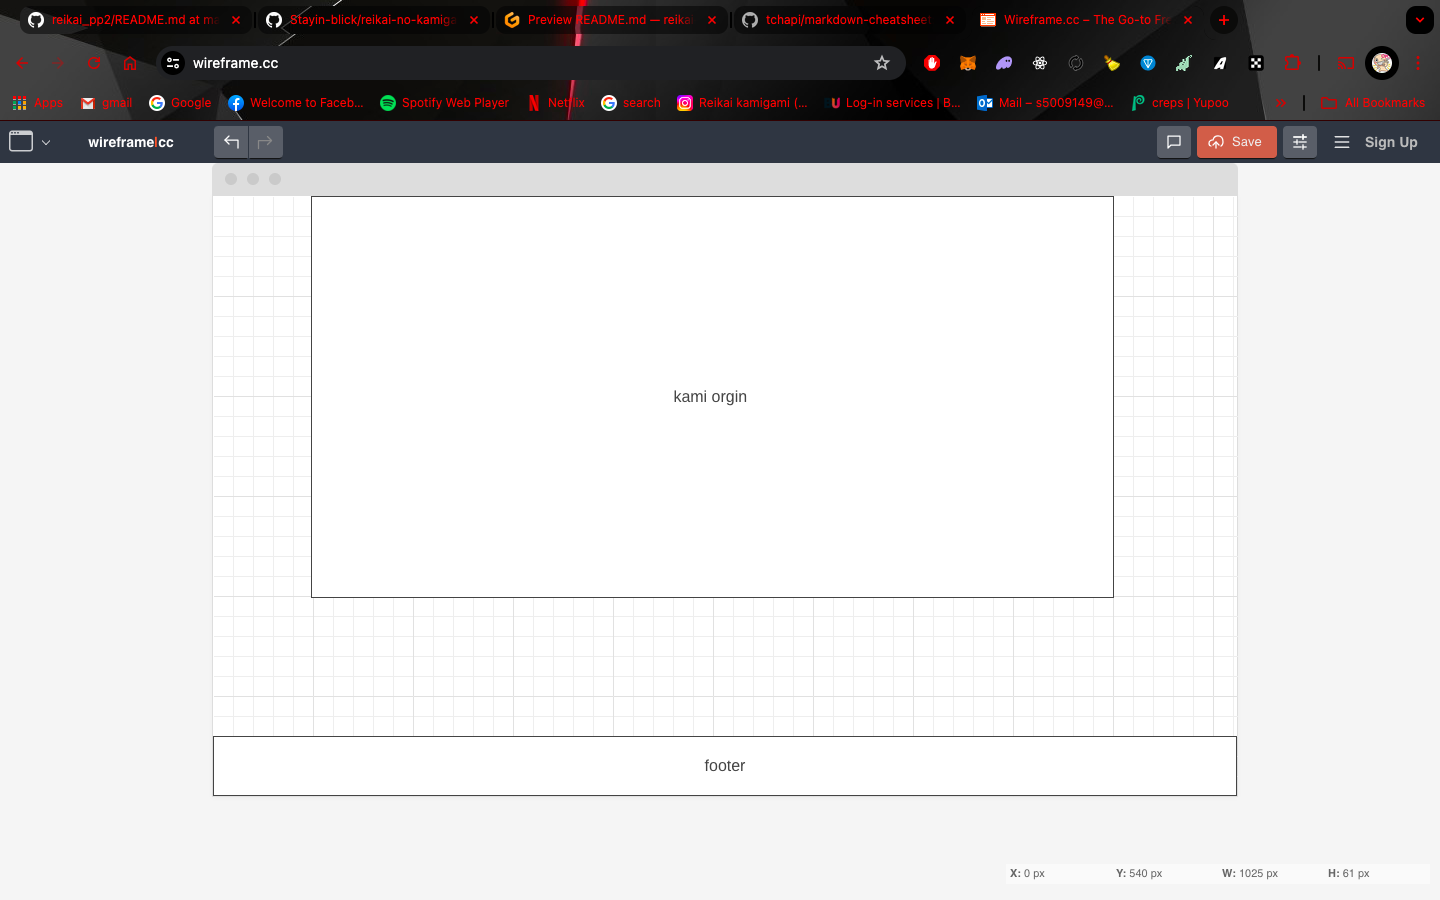 reikai_pp2/README.md at ma
Stayin-blick/reikai-no-kamiga
Preview README.md — reikai
tchapi/markdown-cheatsheet
Wireframe.cc – The Go-to Fre
wireframe.cc
Apps
gmail
Google
Welcome to Faceb...
Spotify Web Player
Netflix
search
Reikai kamigami (...
Log-In services | B...
Mail – s5009149@...
creps | Yupoo
All Bookmarks
wireframe|cc
Save
Sign Up
kami orgin
footer
X: 0 px
Y: 540 px
W: 1025 px
H: 61 px